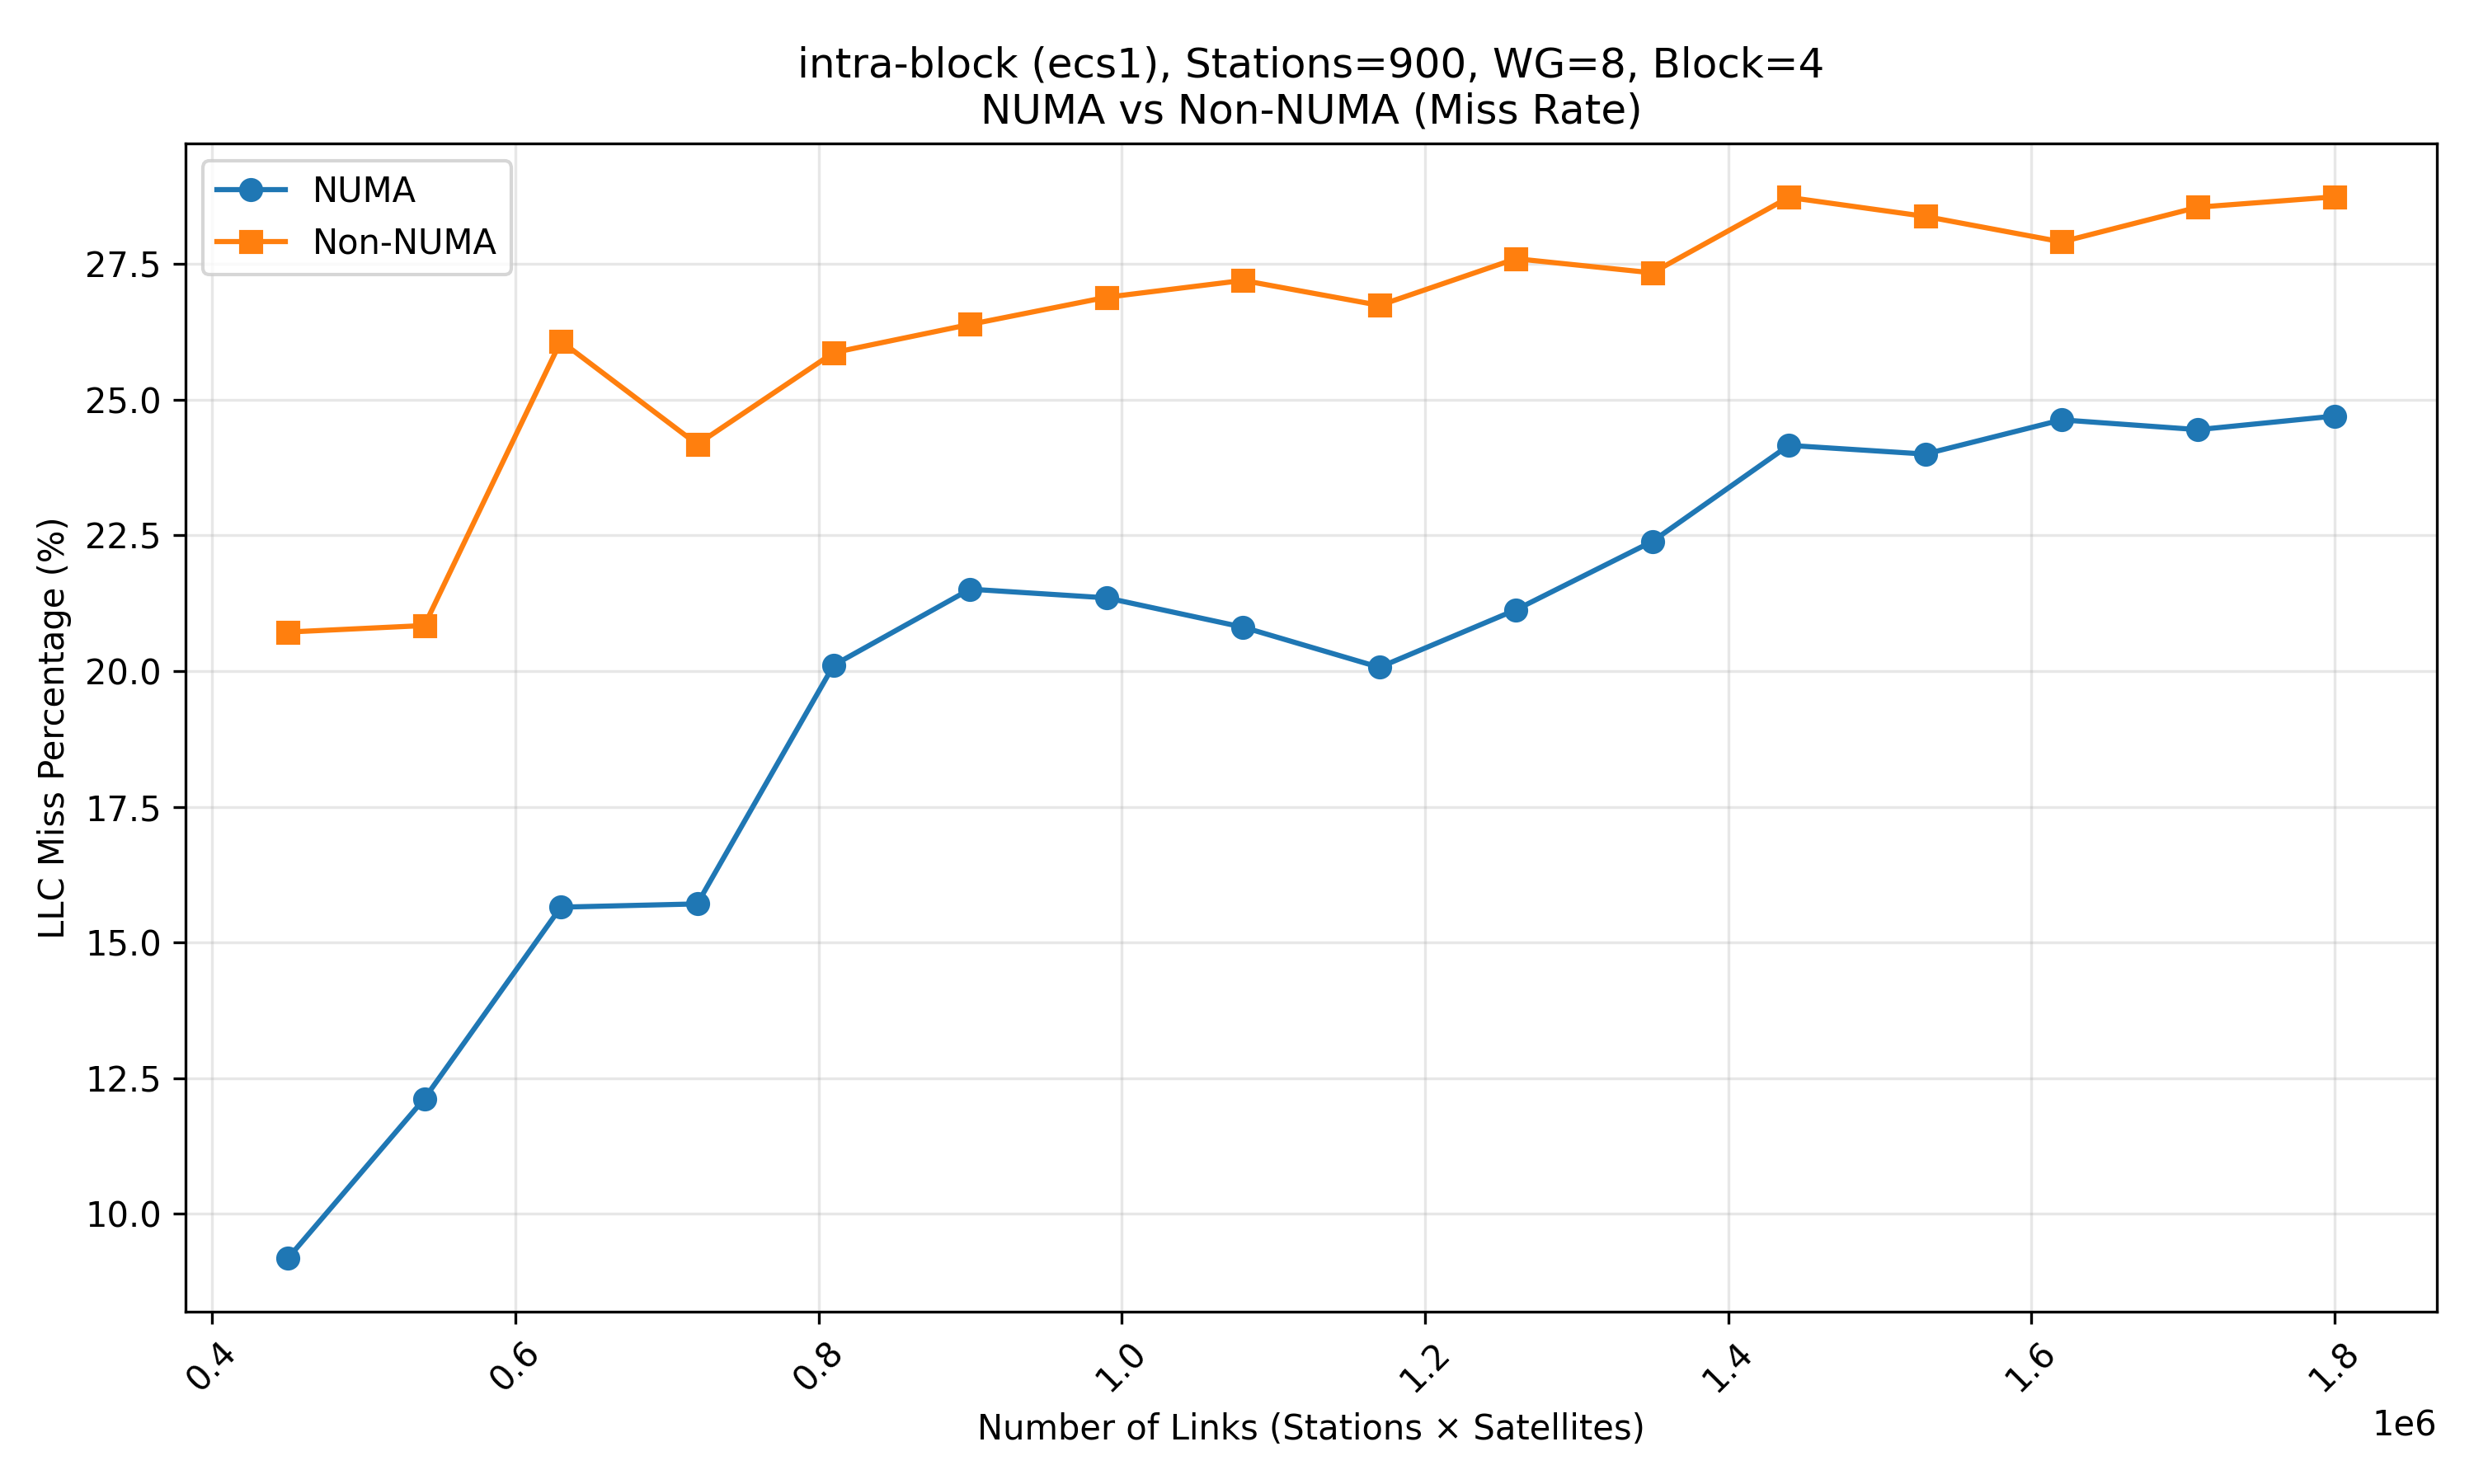 intra-block (ecs1), Stations=900, WG=8, Block=4
NUMA vs Non-NUMA (Miss Rate)
NUMA
Non-NUMA
LLC Miss Percentage (%)
27.5
25.0
22.5
20.0
17.5
15.0
12.5
10.0
0.4
0.6
0.8
1.0
1.2
1.4
1.6
1.8
1e6
Number of Links (Stations × Satellites)